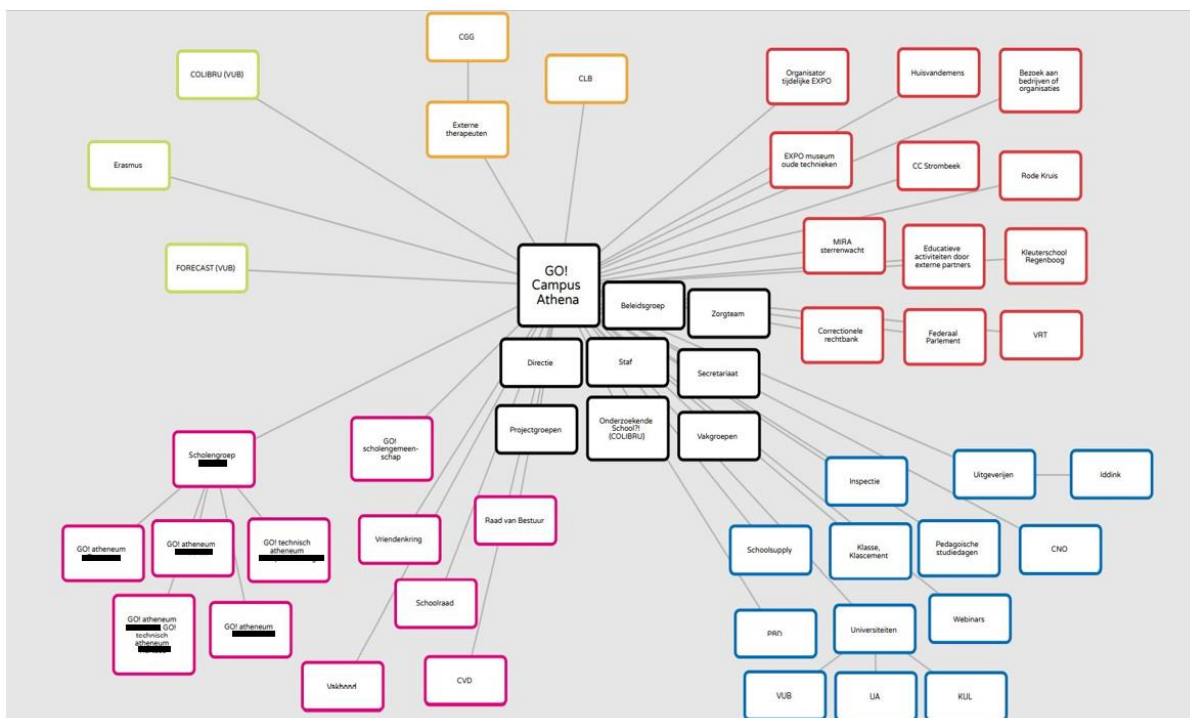 CGG
COLIBRU (VUB)
CLB
Organisator
tijdelijke EXPO
Huisvandemens
Bezoek aan
bedrijven of
organisaties
Externe
therapeuten
Erasmus
EXPO museum
oude technieken
CC Strombeek
Rode Kruis
FORECAST (VUB)
GO!
Campus
Athena
MIRA
sterrenwacht
Educatieve
activiteiten door
externe partners
Kleuterschool
Regenboog
Beleidsgroep
Zorgteam
Correctionele
rechtbank
Federaal
Parlement
VRT
Directie
Staf
Secretariaat
Projectgroepen
Onderzoekende
School?!
(COLIBRU)
Vakgroepen
Scholengroep
GO!
scholengemeen-
schap
Inspectie
Uitgeverijen
Iddink
GO! atheneum
GO! atheneum
GO! technisch
atheneum
Vriendenkring
Raad van Bestuur
Schoolsupply
Klasse,
Klascement
Pedagoische
studiedagen
CNO
GO! atheneum
GO!
technisch
atheneum
GO! atheneum
Schoolraad
PBD
Universiteiten
Webinars
Vakbond
CVD
VUB
UA
KUL